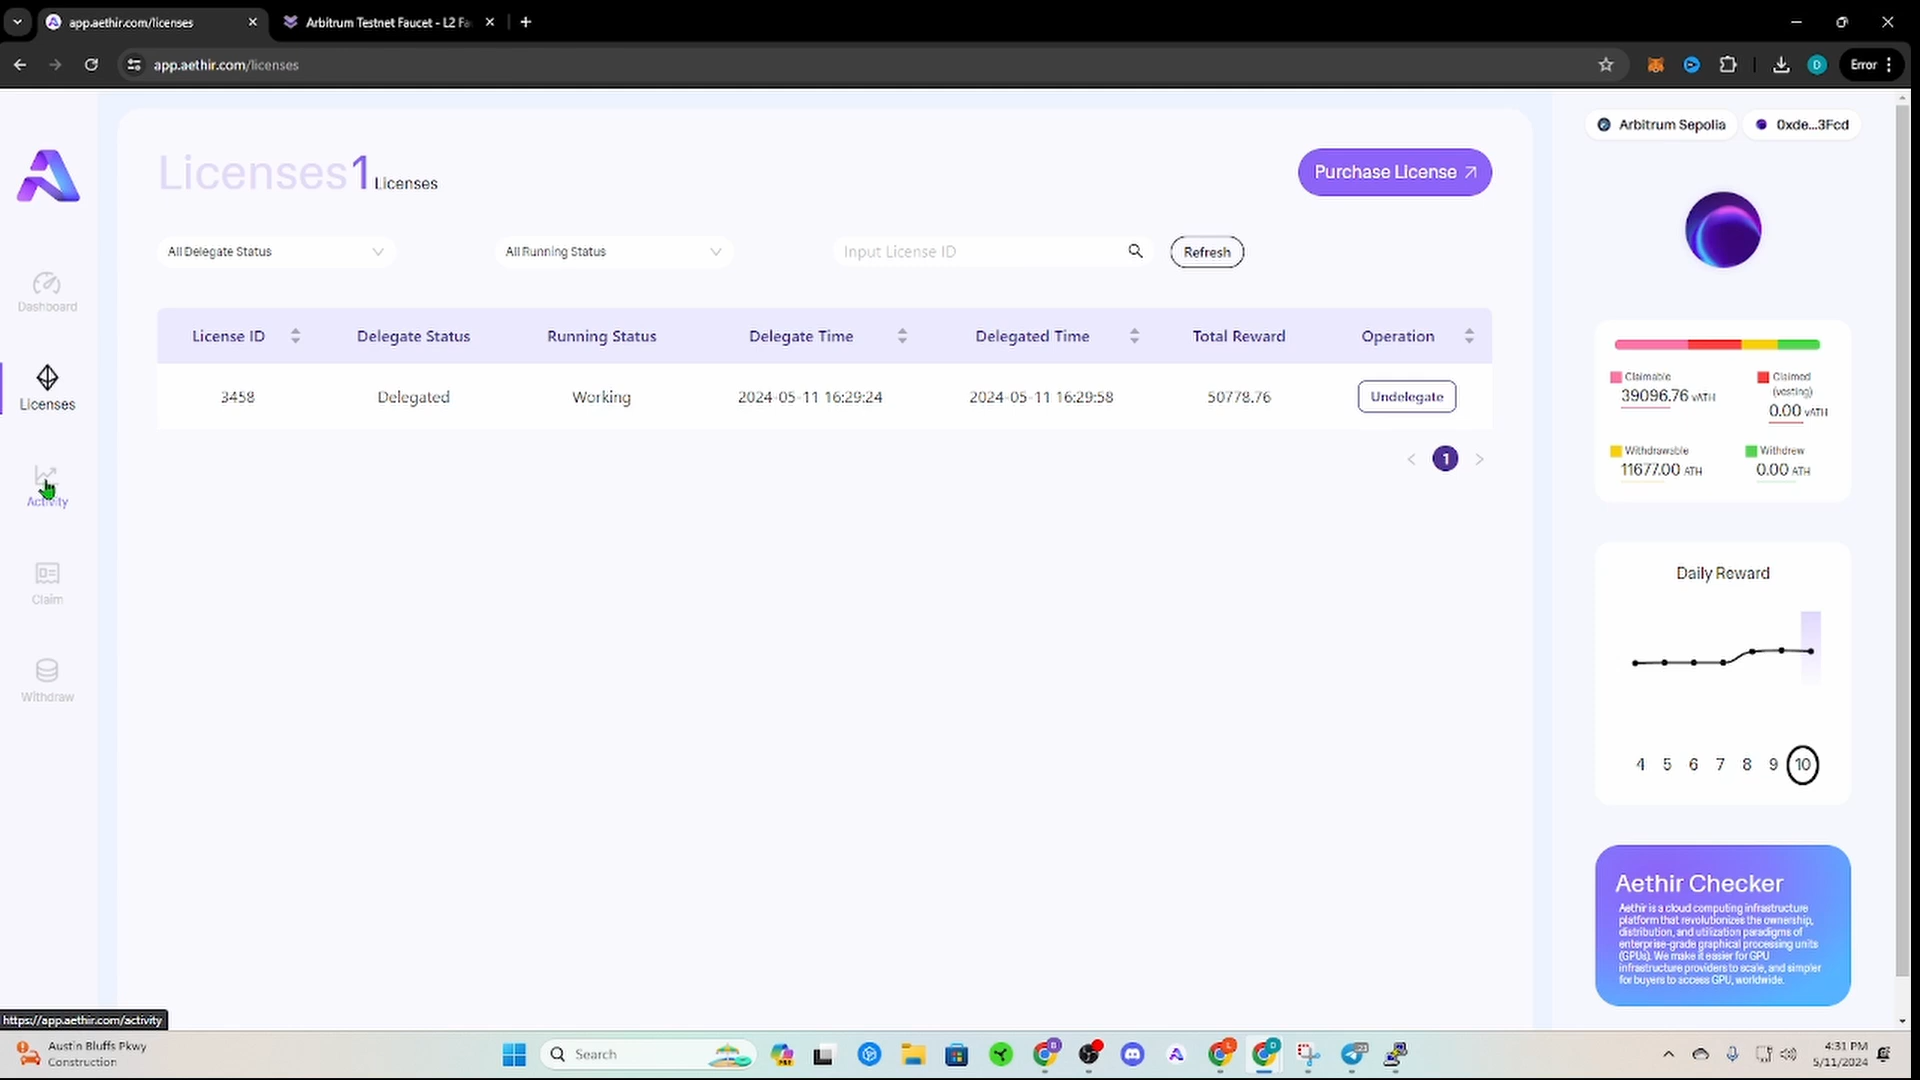 app.aethir.com/licenses
Arbitrum Testnet Faucet - L2 Fa
app.aethir.com/licenses
Error
Arbitrum Sepolia
0xde...3Fcd
Licenses 1 Licenses
Purchase License
All Delegate Status
All Running Status
Input License ID
Refresh
License ID
Delegate Status
Running Status
Delegate Time
Delegated Time
Total Reward
Operation
3458
Delegated
Working
2024-05-11 16:29:24
2024-05-11 16:29:58
50778.76
Undelegate
1
Dashboard
Licenses
Activity
Claim
Withdraw
Claimable
39096.76 vATH
Claimed
(vesting)
0.00 vATH
Withdrawable
11677.00 ATH
Withdrew
0.00 ATH
Daily Reward
4 5 6 7 8 9 10
Aethir Checker
Aethir is a cloud computing infrastructure
platform that revolutionizes the ownership,
distribution, and utilization paradigms of
enterprise-grade graphical processing units
(GPUs). We make it easier for GPU
infrastructure providers to scale, and simpler
for buyers to access GPU, worldwide.
https://app.aethir.com/activity
Austin Bluffs Pkwy
Construction
Search
4:31 PM
5/11/2024